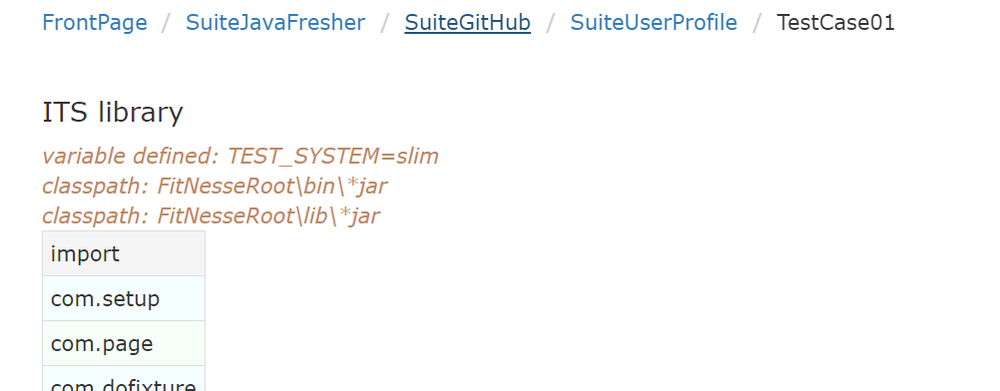 FrontPage / SuiteJavaFresher / SuiteGitHub / SuiteUserProfile / TestCase01
ITS library
variable defined: TEST_SYSTEM=slim
classpath: FitNesseRoot\bin\*jar
classpath: FitNesseRoot\lib\*jar
import
com.setup
com.page
com.dofixture